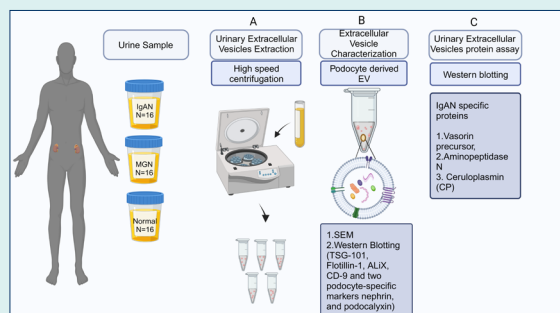 A
B
C
Urine Sample
IgAN
N=16
MGN
N=16
Normal
N=16
Urinary Extracellular
Vesicles Extraction
High speed
centrifugation
Extracellular
Vesicle
Characterization
Podocyte derived
EV
1.SEM
2.Western Blotting
(TSG-101,
Flotillin-1, ALiX,
CD-9 and two
podocyte-specific
markers nephrin,
and podocalyxin)
Urinary Extracellular
Vesicles protein assay
Western blotting
IgAN specific
proteins
1.Vasorin
precursor,
2.Aminopeptidase
N
3. Ceruloplasmin
(CP)